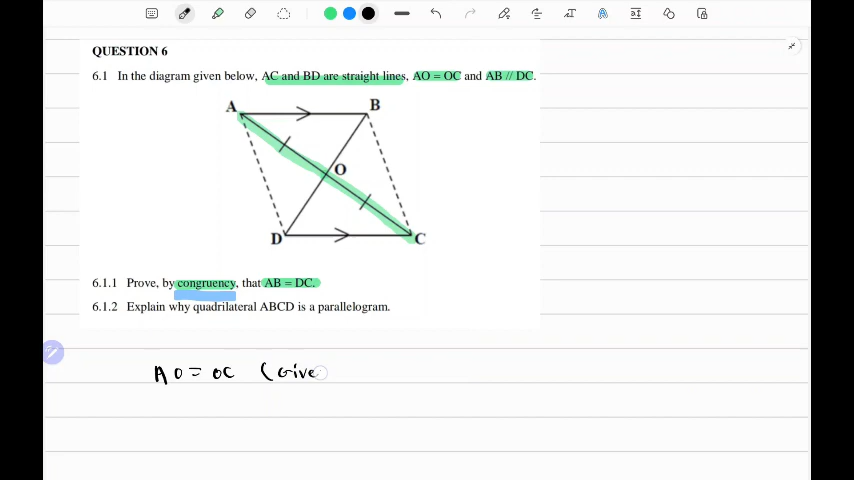 QUESTION 6
6.1 In the diagram given below, AC and BD are straight lines, AO = OC and AB // DC.
A
B
O
D
C
6.1.1 Prove, by congruency, that AB = DC.
6.1.2 Explain why quadrilateral ABCD is a parallelogram.
AO = OC (Give